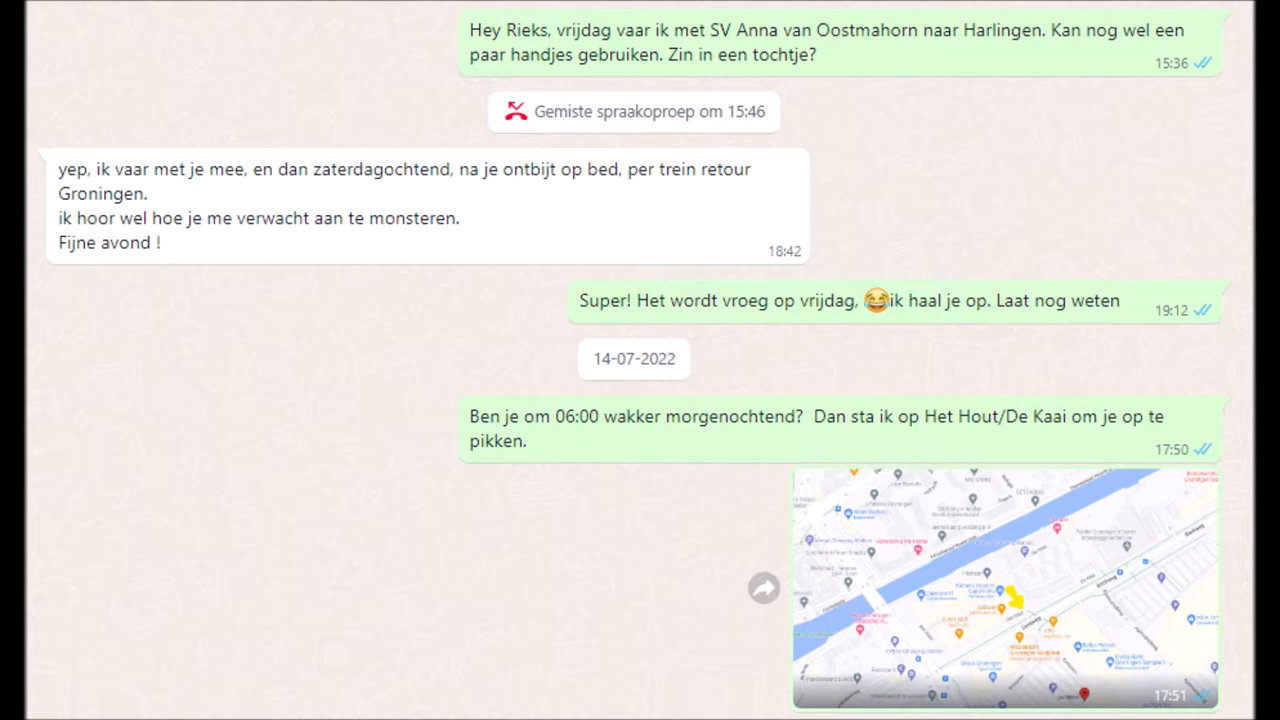 Hey Rieks, vrijdag vaar ik met SV Anna van Oostmahorn naar Harlingen. Kan nog wel een
paar handjes gebruiken. Zin in een tochtje?
15:36
Gemiste spraakoproep om 15:46
yep, ik vaar met je mee, en dan zaterdagochtend, na je ontbijt op bed, per trein retour
Groningen.
ik hoor wel hoe je me verwacht aan te monsteren.
Fijne avond !
18:42
Super! Het wordt vroeg op vrijdag, 😂ik haal je op. Laat nog weten
19:12
14-07-2022
Ben je om 06:00 wakker morgenochtend?  Dan sta ik op Het Hout/De Kaai om je op te
pikken.
17:50
17:51